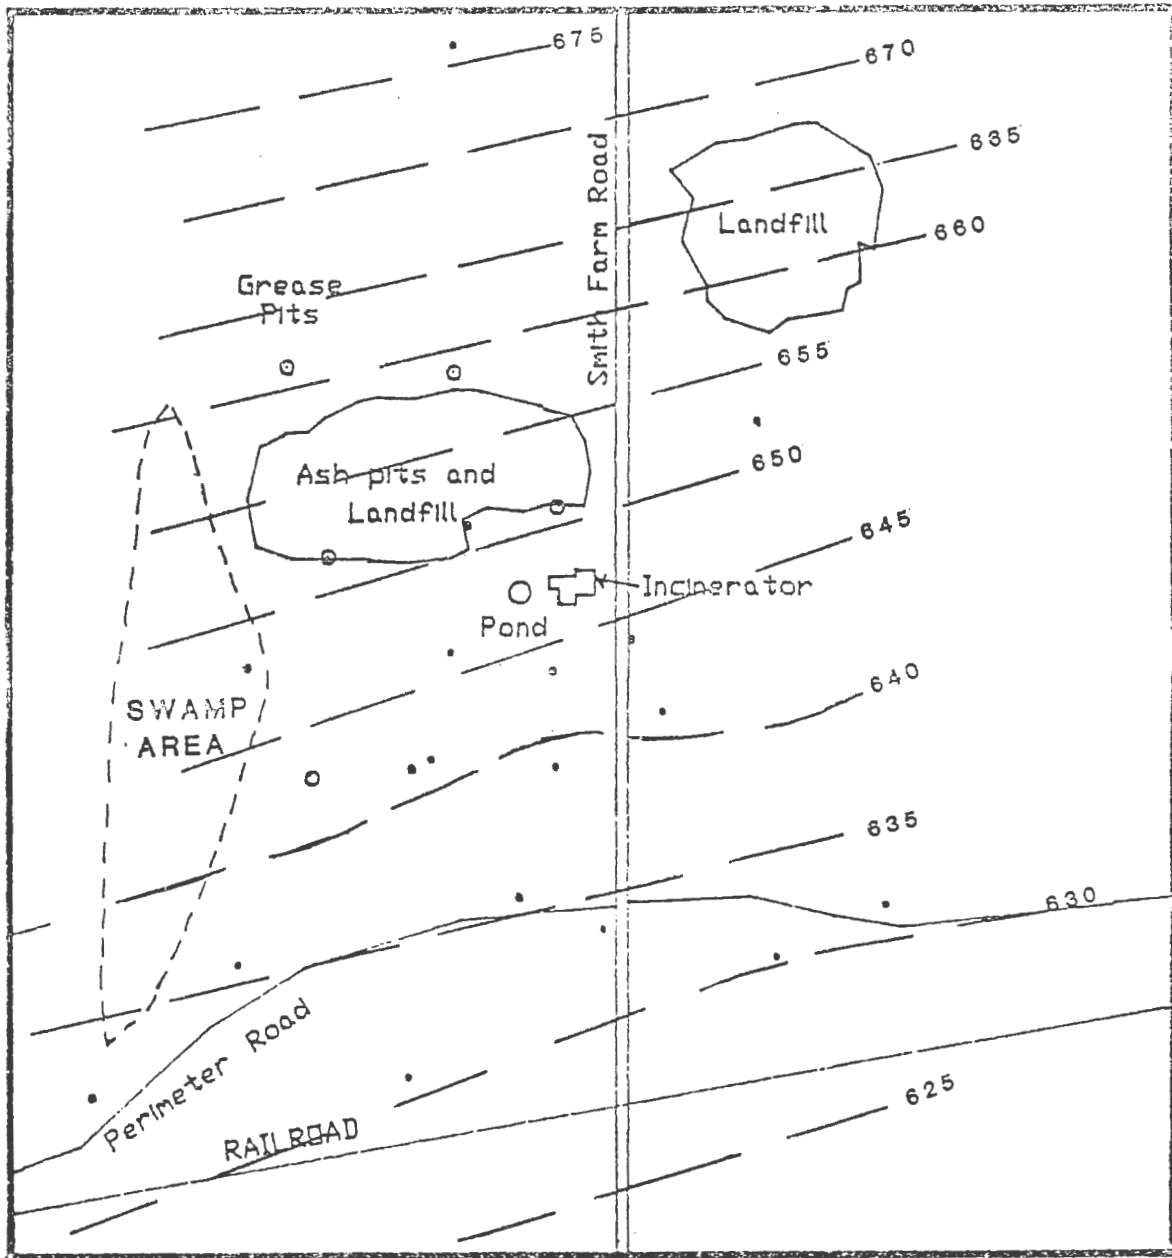 675
670
635
660
Smith Farm Road
Landfill
Grease
Pits
655
650
Ash pits and
Landfill
645
Incinerator
Pond
640
SWAMP
AREA
635
630
Perimeter Road
625
RAILROAD